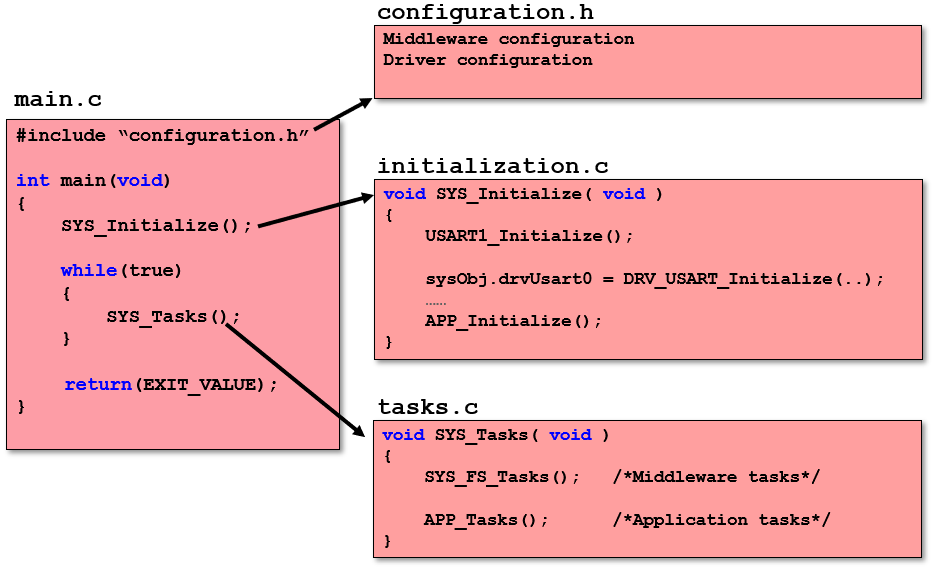 configuration.h
Middleware configuration
Driver configuration
main.c
#include “configuration.h”
int main(void)
{
SYS_Initialize();
while(true)
{
SYS_Tasks();
}
return(EXIT_VALUE);
}
initialization.c
void SYS_Initialize( void )
{
USART1_Initialize();
sysObj.drvUsart0 = DRV_USART_Initialize(..);
……
APP_Initialize();
}
tasks.c
void SYS_Tasks( void )
{
SYS_FS_Tasks(); /*Middleware tasks*/
APP_Tasks(); /*Application tasks*/
}